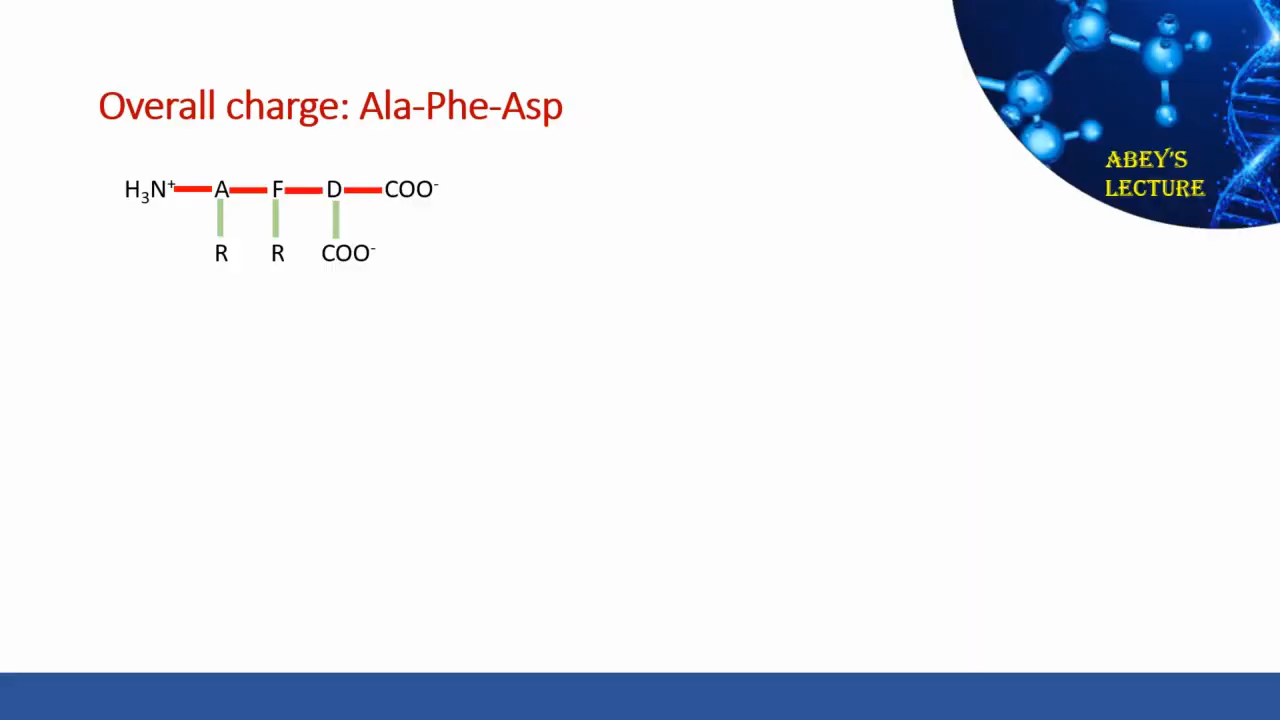 Overall charge: Ala-Phe-Asp
H₃N⁺ A F D COO⁻
R R COO⁻
ABEY'S
LECTURE